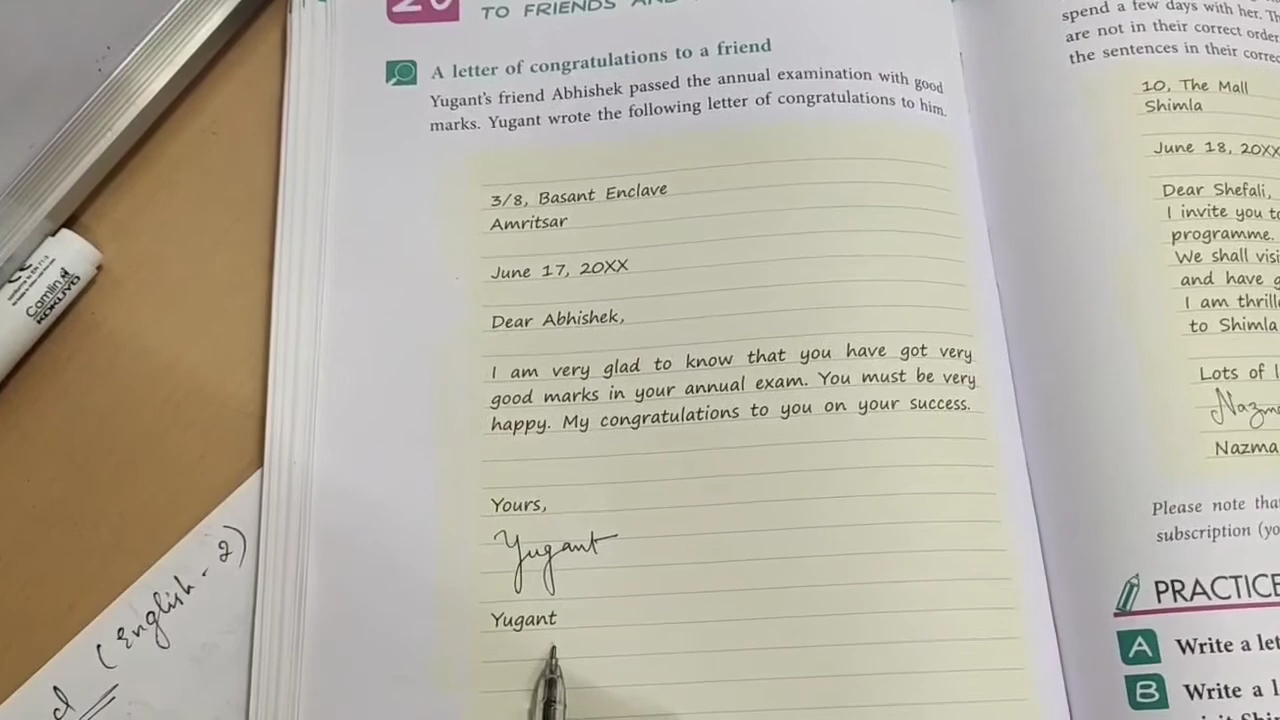 20
TO FRIENDS AND
A letter of congratulations to a friend
Yugant's friend Abhishek passed the annual examination with good
marks. Yugant wrote the following letter of congratulations to him.
3/8, Basant Enclave
Amritsar
June 17, 20XX
Dear Abhishek,
I am very glad to know that you have got very
good marks in your annual exam. You must be very
happy. My congratulations to you on your success.
Yours,
Yugant
Yugant
spend a few days with her.
are not in their correct order
the sentences in their
10, The Mall
Shimla
June 18, 20XX
Dear Shefali,
I invite you
programme.
We shall
and have
I am
to Shimla
Lots of
Nazma
Please note
subscription
PRACTICE
A Write a
B Write a
Camlin
KOKUYO
(English - 2)